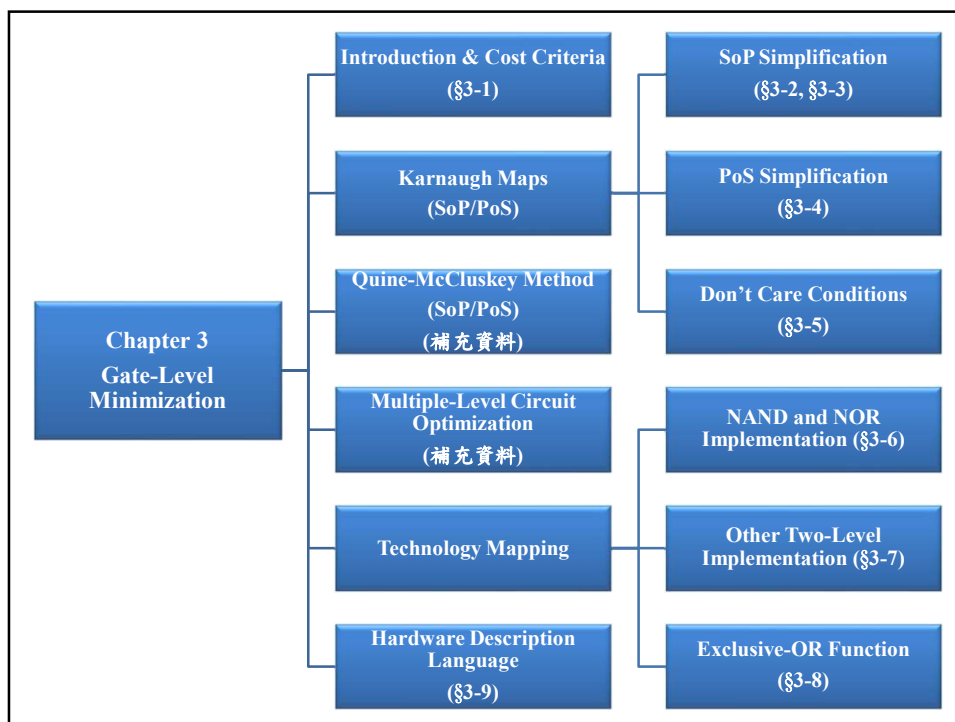 Chapter 3
Gate-Level
Minimization
Introduction & Cost Criteria
(§3-1)
Karnaugh Maps
(SoP/PoS)
SoP Simplification
(§3-2, §3-3)
PoS Simplification
(§3-4)
Don’t Care Conditions
(§3-5)
Quine-McCluskey Method
(SoP/PoS)
(補充資料)
Multiple-Level Circuit
Optimization
(補充資料)
Technology Mapping
NAND and NOR
Implementation (§3-6)
Other Two-Level
Implementation (§3-7)
Exclusive-OR Function
(§3-8)
Hardware Description
Language
(§3-9)